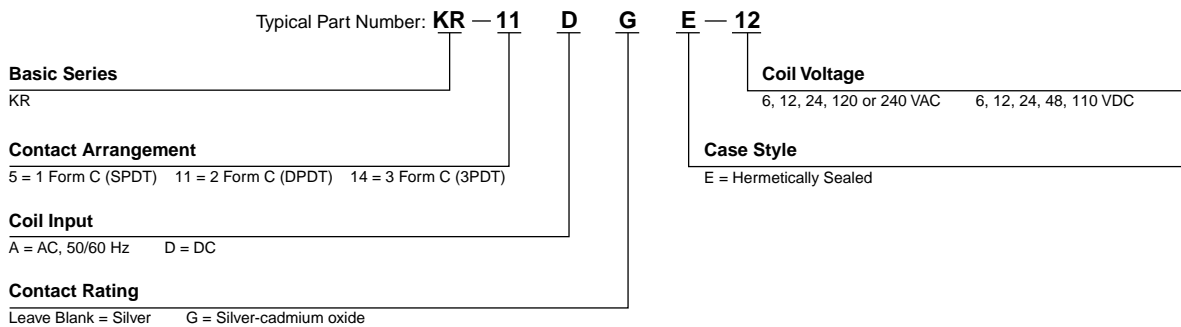 Typical Part Number: KR — 11 D G E — 12
Basic Series
KR
Coil Voltage
6, 12, 24, 120 or 240 VAC 6, 12, 24, 48, 110 VDC
Contact Arrangement
5 = 1 Form C (SPDT) 11 = 2 Form C (DPDT) 14 = 3 Form C (3PDT)
Case Style
E = Hermetically Sealed
Coil Input
A = AC, 50/60 Hz D = DC
Contact Rating
Leave Blank = Silver G = Silver-cadmium oxide